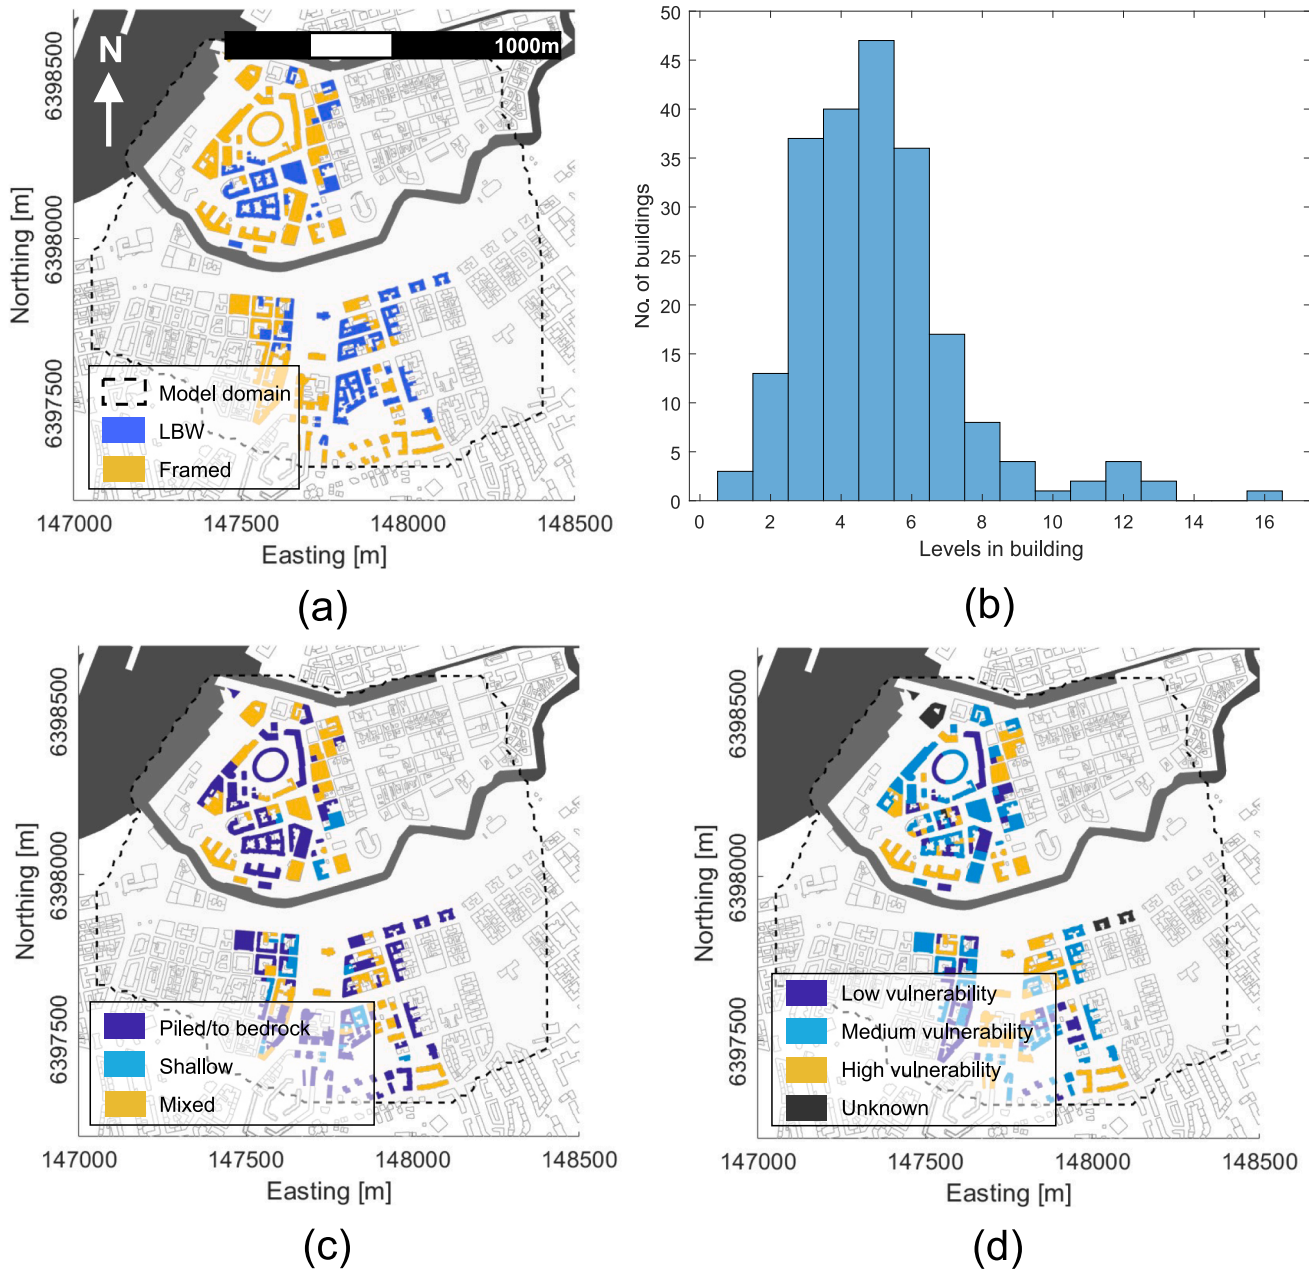 N
1000m
6398500
6398000
6397500
Northing [m]
Model domain
LBW
Framed
147000
147500
148000
148500
Easting [m]
(a)
50
45
40
35
30
25
20
15
10
5
0
No. of buildings
0
2
4
6
8
10
12
14
16
Levels in building
(b)
6398500
6398000
6397500
Northing [m]
Piled/to bedrock
Shallow
Mixed
147000
147500
148000
148500
Easting [m]
(c)
6398500
6398000
6397500
Northing [m]
Low vulnerability
Medium vulnerability
High vulnerability
Unknown
147000
147500
148000
148500
Easting [m]
(d)